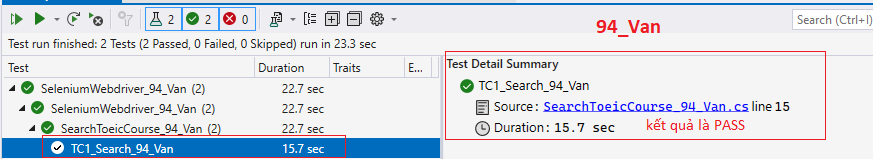 2 2 0
94_Van
Search (Ctrl+I)
Test run finished: 2 Tests (2 Passed, 0 Failed, 0 Skipped) run in 23.3 sec
Test Duration Traits E...
Test Detail Summary
SeleniumWebdriver_94_Van (2) 22.7 sec
TC1_Search_94_Van
SeleniumWebdriver_94_Van (2) 22.7 sec
Source: SearchToeicCourse_94_Van.cs line 15
SearchToeicCourse_94_Van (2) 22.7 sec
Duration: 15.7 sec
kết quả là PASS
TC1_Search_94_Van 15.7 sec